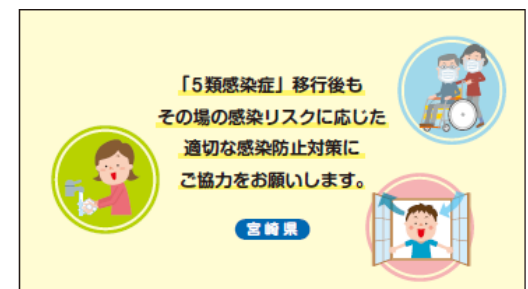 「5類感染症」移行後も
その場の感染リスクに応じた
適切な感染防止対策に
ご協力をお願いします。
宮崎県